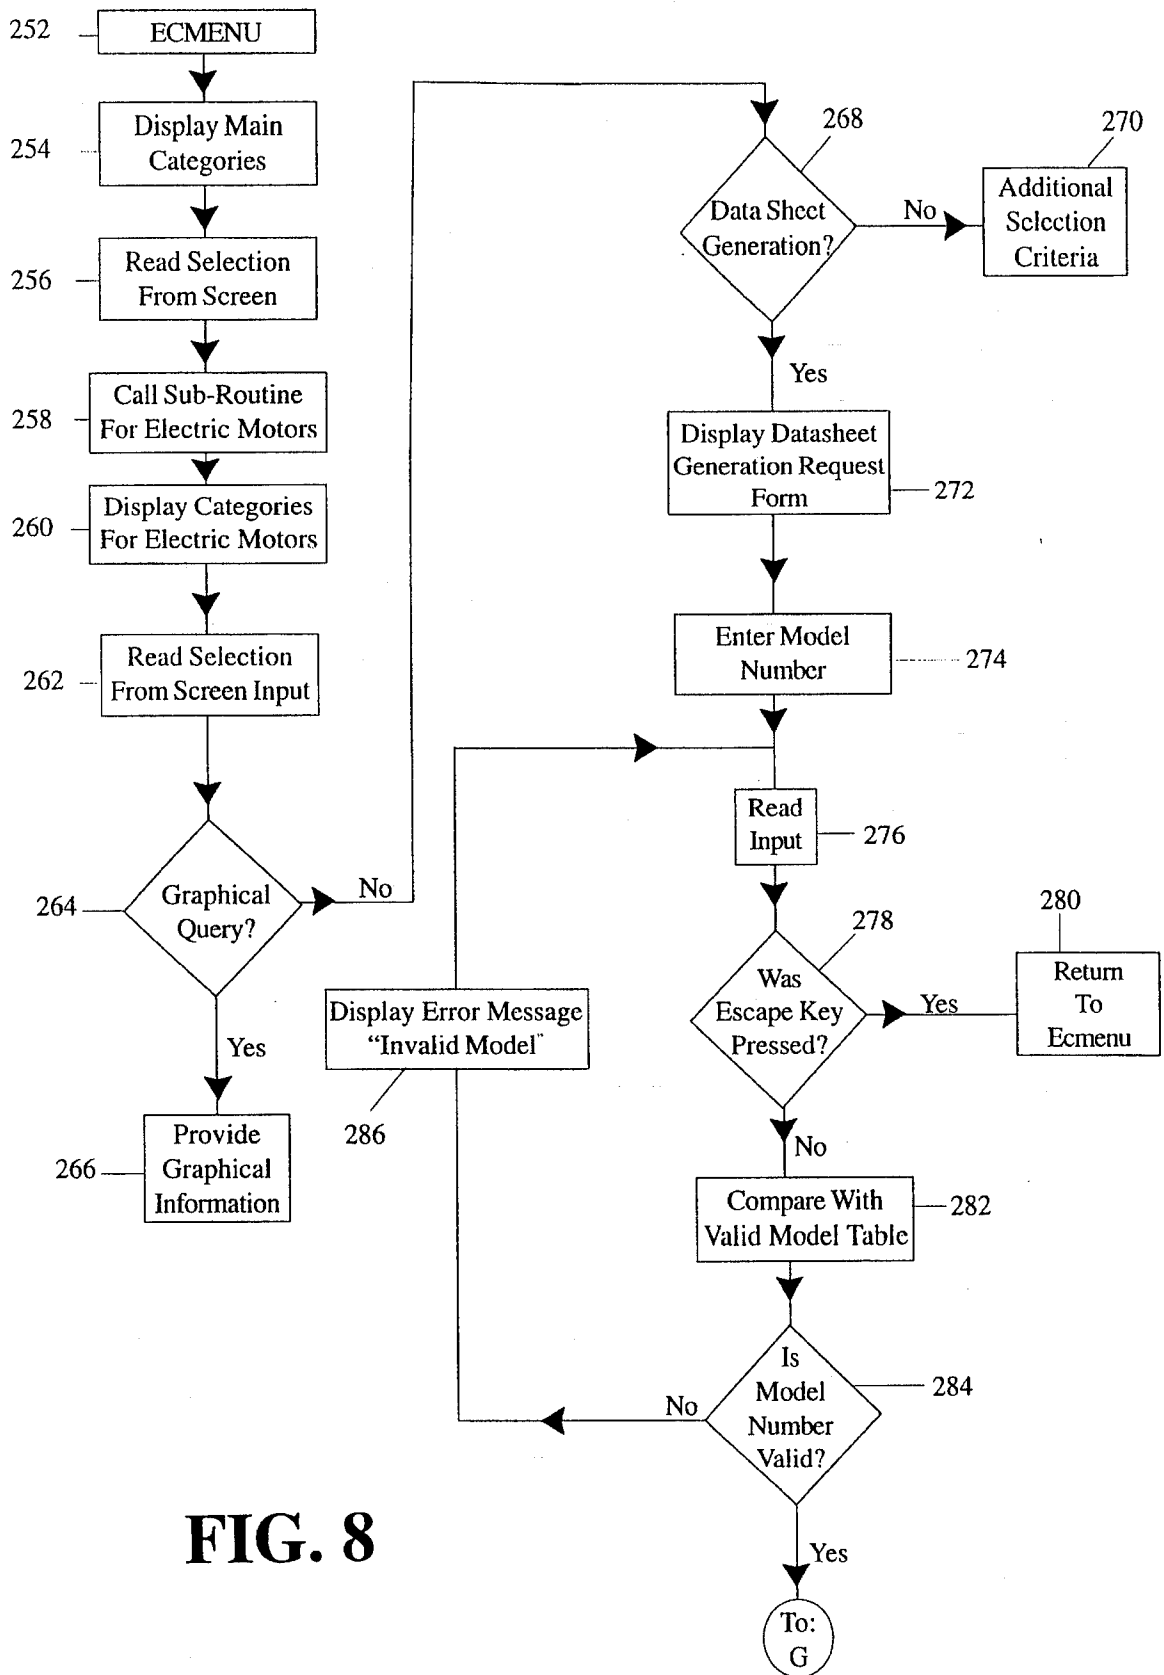 252
ECMENU
254
Display Main
Categories
256
Read Selection
From Screen
258
Call Sub-Routine
For Electric Motors
260
Display Categories
For Electric Motors
262
Read Selection
From Screen Input
264
Graphical
Query?
No
Yes
266
Provide
Graphical
Information
268
Data Sheet
Generation?
No
270
Additional
Selection
Criteria
Yes
Display Datasheet
Generation Request
Form
272
Enter Model
Number
274
Read
Input
276
278
Was
Escape Key
Pressed?
Yes
280
Return
To
Ecmenu
No
Compare With
Valid Model Table
282
Is
Model
Number
Valid?
284
No
Display Error Message
“Invalid Model”
286
Yes
To:
G
FIG. 8